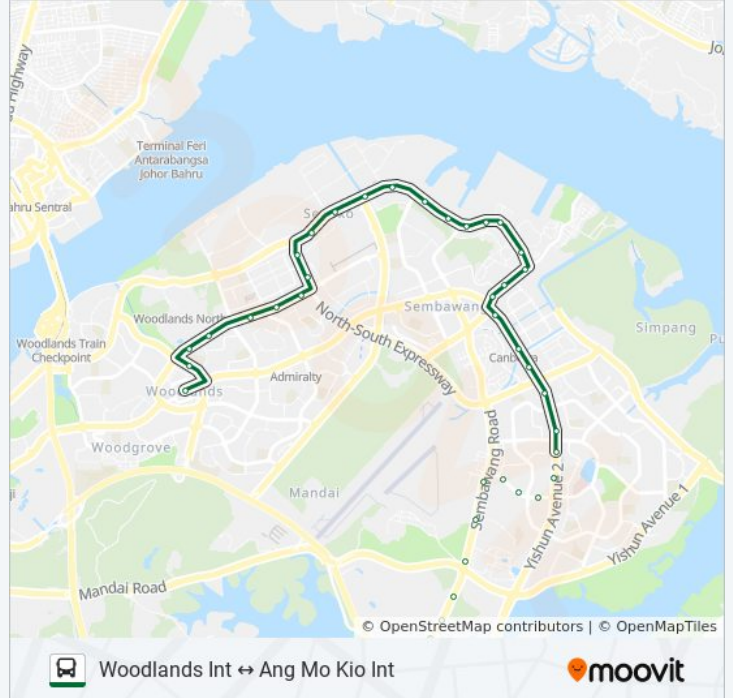 Highway
Jo
Terminal Feri
Antarabangsa
Johor Bahru
ahru Sentral
Sembawang
Simpang
Woodlands North
North-South Expressway
Woodlands Train
Checkpoint
Canberra
Admiralty
Woodlands
Woodgrove
Sembawang Road
Mandai
Yishun Avenue 2
Yishun Avenue 1
Mandai Road
© OpenStreetMap contributors | © OpenMapTiles
Woodlands Int ↔ Ang Mo Kio Int
moovit